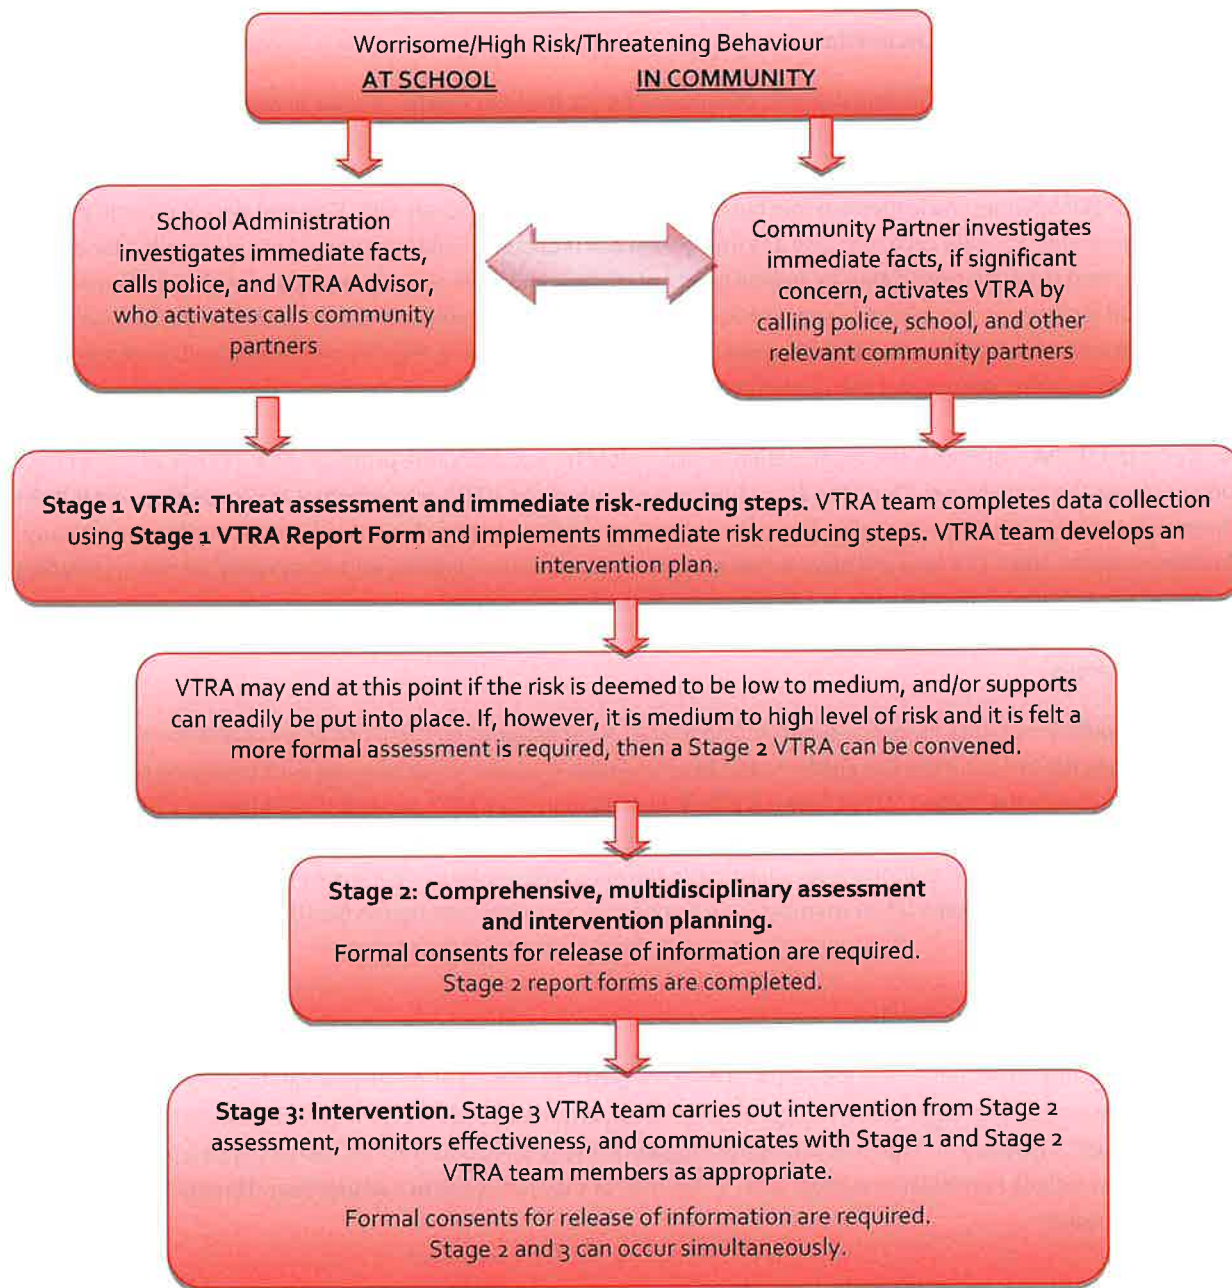 Worrisome/High Risk/Threatening Behaviour
AT SCHOOL IN COMMUNITY
School Administration
investigates immediate facts,
calls police, and VTRA Advisor,
who activates calls community
partners
Community Partner investigates
immediate facts, if significant
concern, activates VTRA by
calling police, school, and other
relevant community partners
Stage 1 VTRA: Threat assessment and immediate risk-reducing steps. VTRA team completes data collection
using Stage 1 VTRA Report Form and implements immediate risk reducing steps. VTRA team develops an
intervention plan.
VTRA may end at this point if the risk is deemed to be low to medium, and/or supports
can readily be put into place. If, however, it is medium to high level of risk and it is felt a
more formal assessment is required, then a Stage 2 VTRA can be convened.
Stage 2: Comprehensive, multidisciplinary assessment
and intervention planning.
Formal consents for release of information are required.
Stage 2 report forms are completed.
Stage 3: Intervention. Stage 3 VTRA team carries out intervention from Stage 2
assessment, monitors effectiveness, and communicates with Stage 1 and Stage 2
VTRA team members as appropriate.
Formal consents for release of information are required.
Stage 2 and 3 can occur simultaneously.